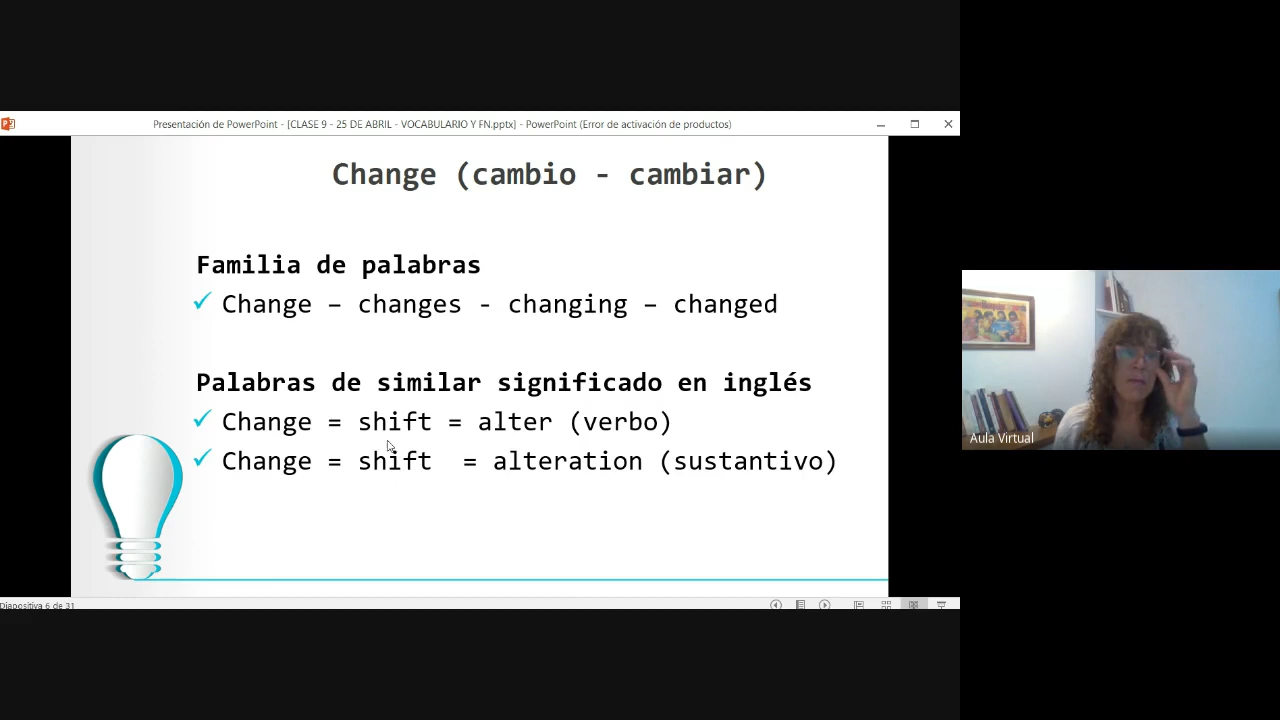 Presentación de PowerPoint - [CLASE 9 - 25 DE ABRIL - VOCABULARIO Y FN.pptx] - PowerPoint (Error de activación de productos)
Change (cambio - cambiar)
Familia de palabras
Change – changes - changing – changed
Palabras de similar significado en inglés
Change = shift = alter (verbo)
Change = shift = alteration (sustantivo)
Aula Virtual
Diapositiva 6 de 31